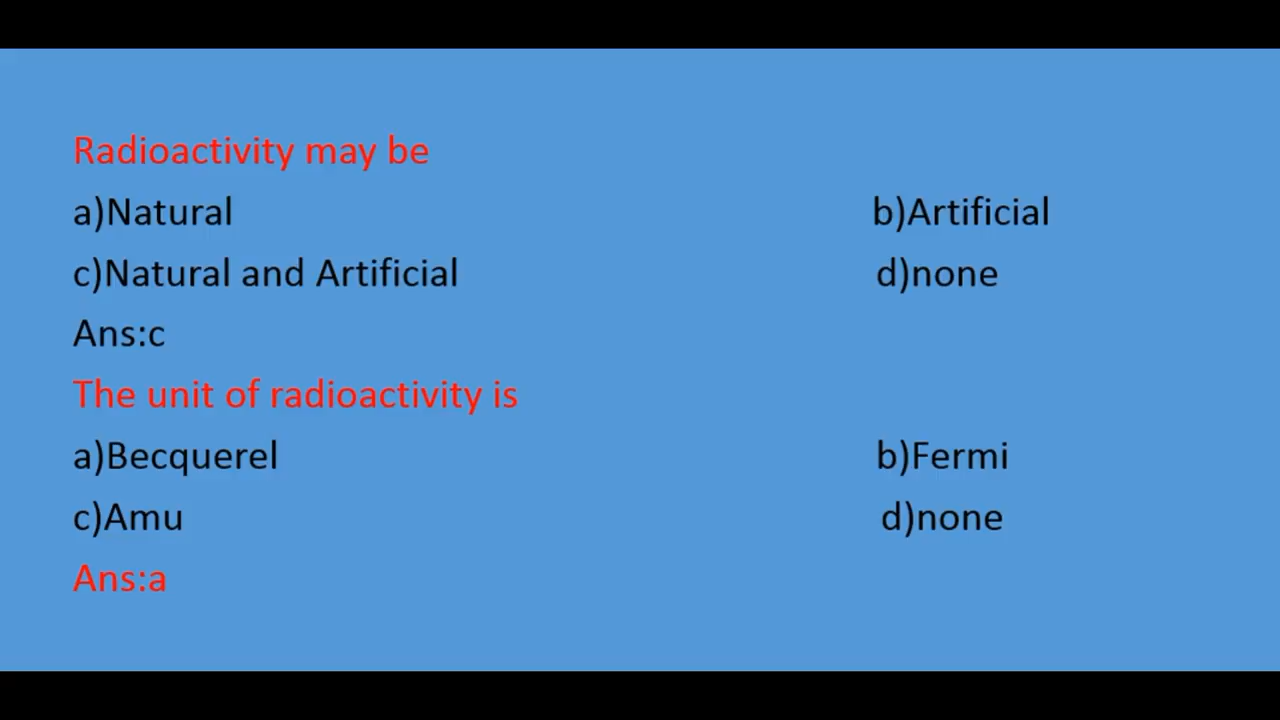 Radioactivity may be
a)Natural b)Artificial
c)Natural and Artificial d)none
Ans:c
The unit of radioactivity is
a)Becquerel b)Fermi
c)Amu d)none
Ans:a